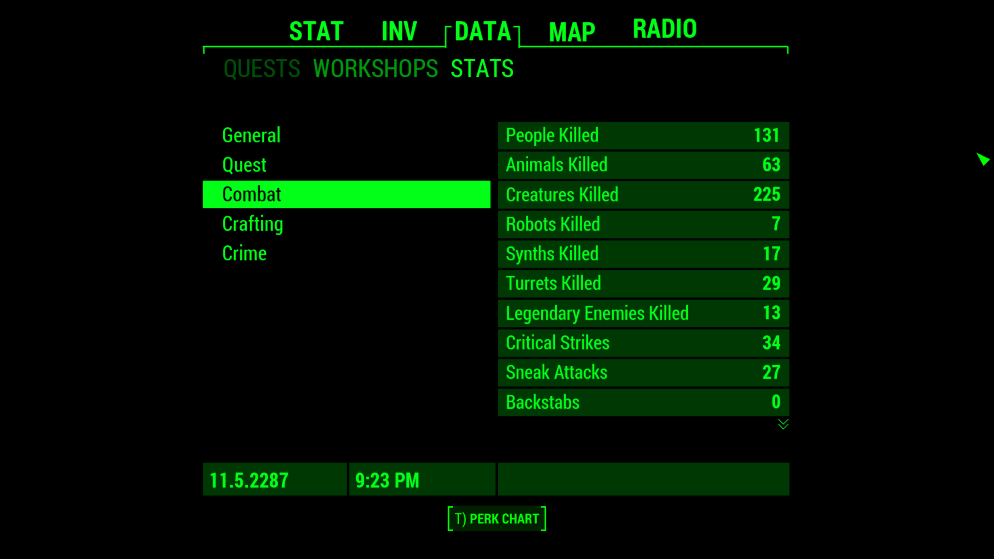 STAT INV DATA MAP RADIO
QUESTS WORKSHOPS STATS
General
Quest
Combat
Crafting
Crime
People Killed 131
Animals Killed 63
Creatures Killed 225
Robots Killed 7
Synths Killed 17
Turrets Killed 29
Legendary Enemies Killed 13
Critical Strikes 34
Sneak Attacks 27
Backstabs 0
11.5.2287 9:23 PM
T) PERK CHART